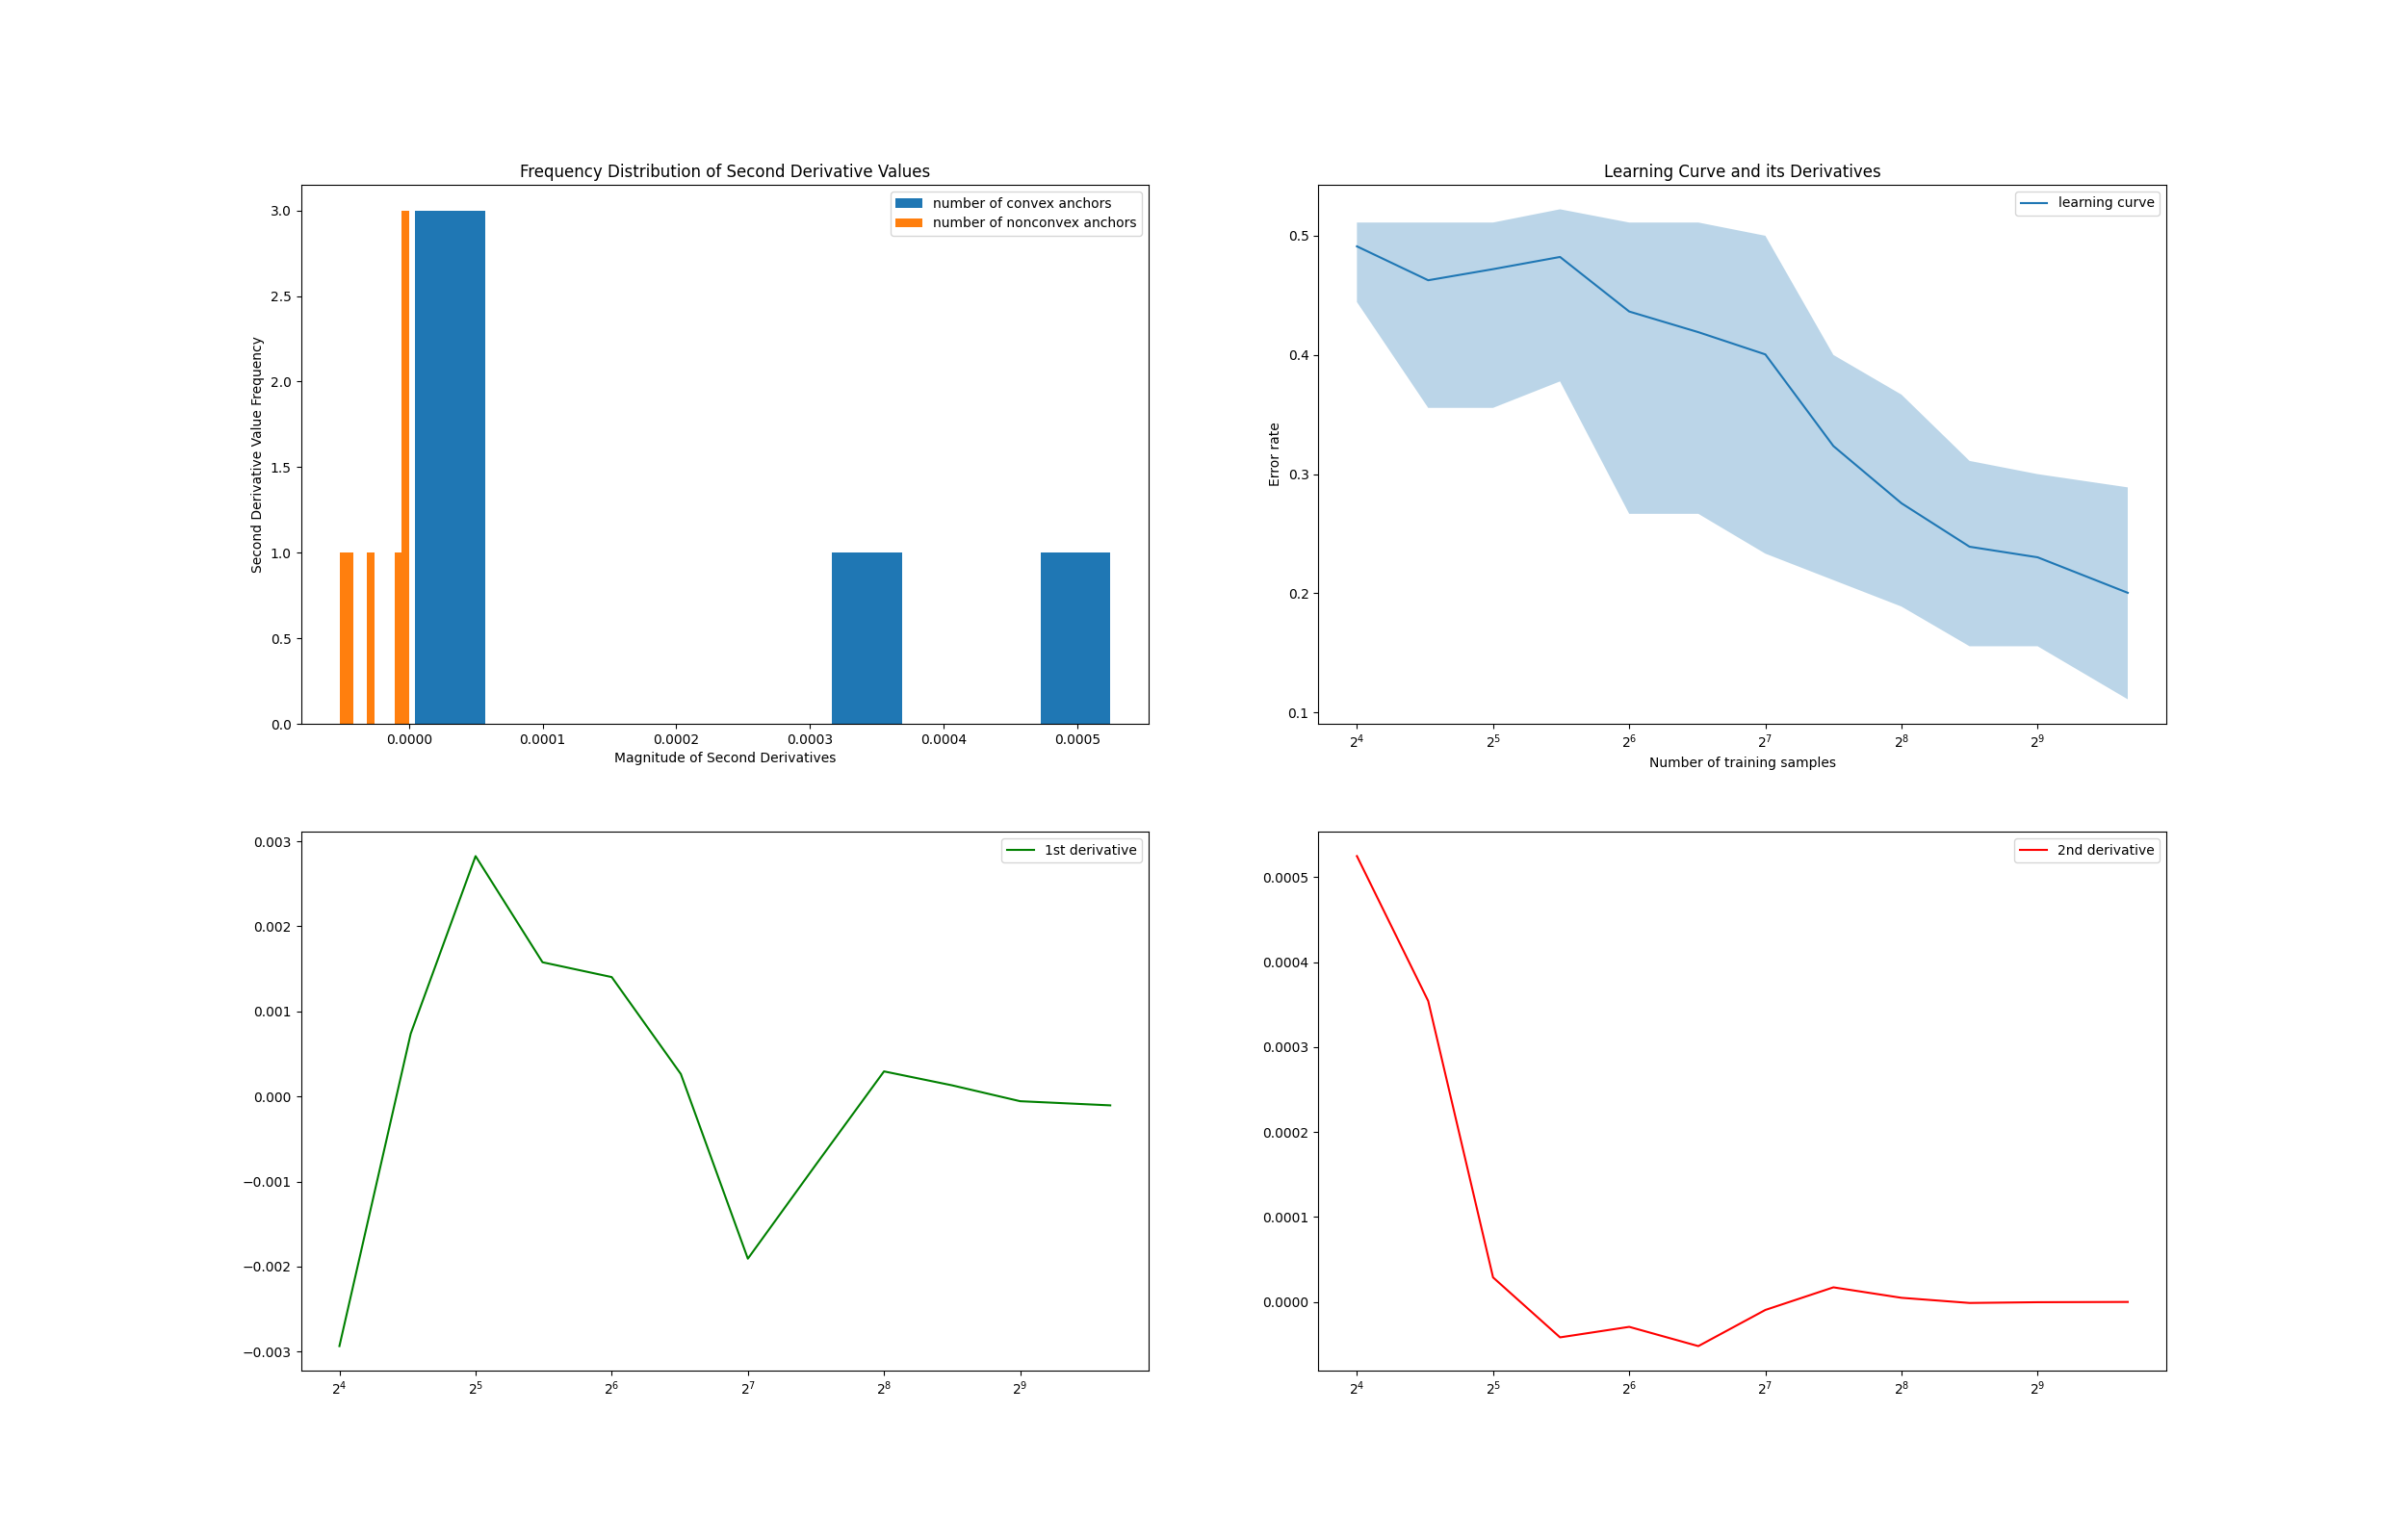 Frequency Distribution of Second Derivative Values
number of convex anchors
number of nonconvex anchors
Second Derivative Value Frequency
3.0
2.5
2.0
1.5
1.0
0.5
0.0
0.0000 0.0001 0.0002 0.0003 0.0004 0.0005
Magnitude of Second Derivatives
Learning Curve and its Derivatives
learning curve
Error rate
0.5
0.4
0.3
0.2
0.1
2⁴ 2⁵ 2⁶ 2⁷ 2⁸ 2⁹
Number of training samples
1st derivative
0.003
0.002
0.001
0.000
−0.001
−0.002
−0.003
2⁴ 2⁵ 2⁶ 2⁷ 2⁸ 2⁹
2nd derivative
0.0005
0.0004
0.0003
0.0002
0.0001
0.0000
2⁴ 2⁵ 2⁶ 2⁷ 2⁸ 2⁹